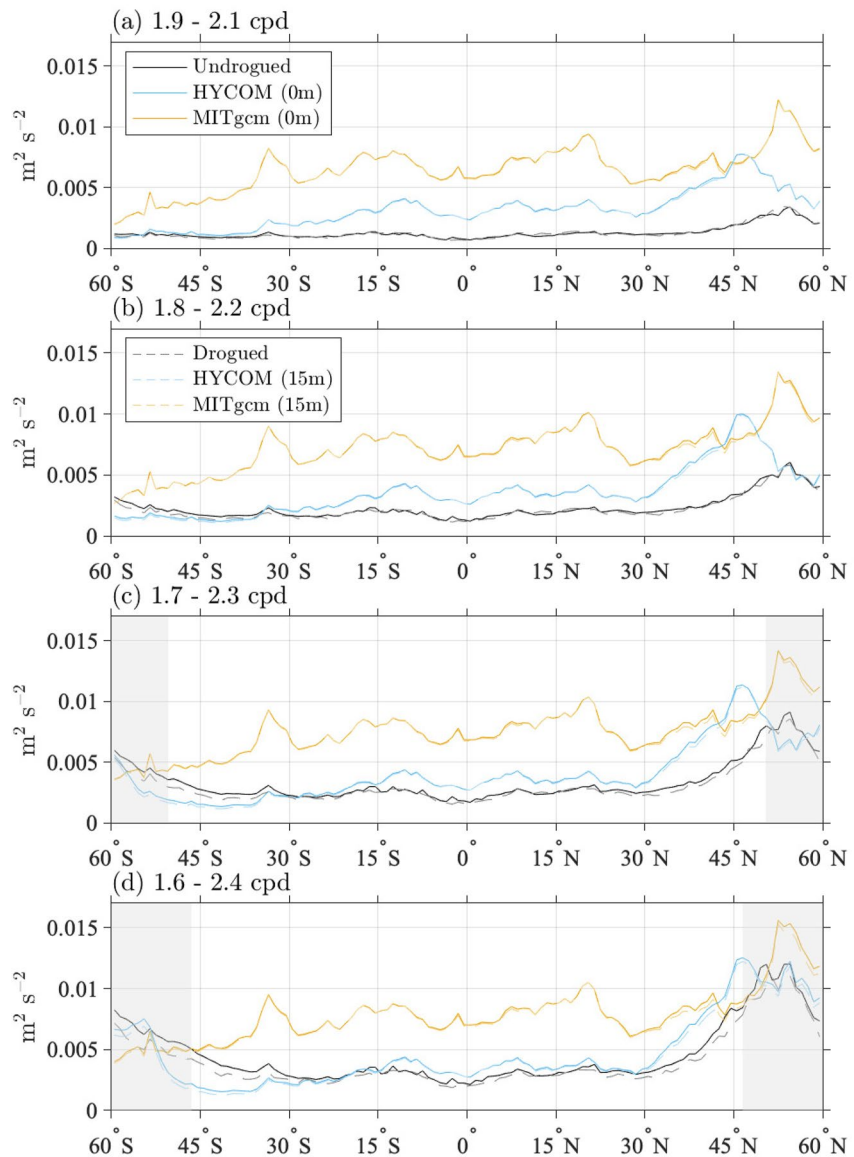 (a) 1.9 - 2.1 cpd
0.015
0.01
0.005
0
m² s⁻²
Undrogued
HYCOM (0m)
MITgcm (0m)
60°S 45°S 30°S 15°S 0° 15°N 30°N 45°N 60°N
(b) 1.8 - 2.2 cpd
0.015
0.01
0.005
0
m² s⁻²
Drogued
HYCOM (15m)
MITgcm (15m)
60°S 45°S 30°S 15°S 0° 15°N 30°N 45°N 60°N
(c) 1.7 - 2.3 cpd
0.015
0.01
0.005
0
m² s⁻²
60°S 45°S 30°S 15°S 0° 15°N 30°N 45°N 60°N
(d) 1.6 - 2.4 cpd
0.015
0.01
0.005
0
m² s⁻²
60°S 45°S 30°S 15°S 0° 15°N 30°N 45°N 60°N